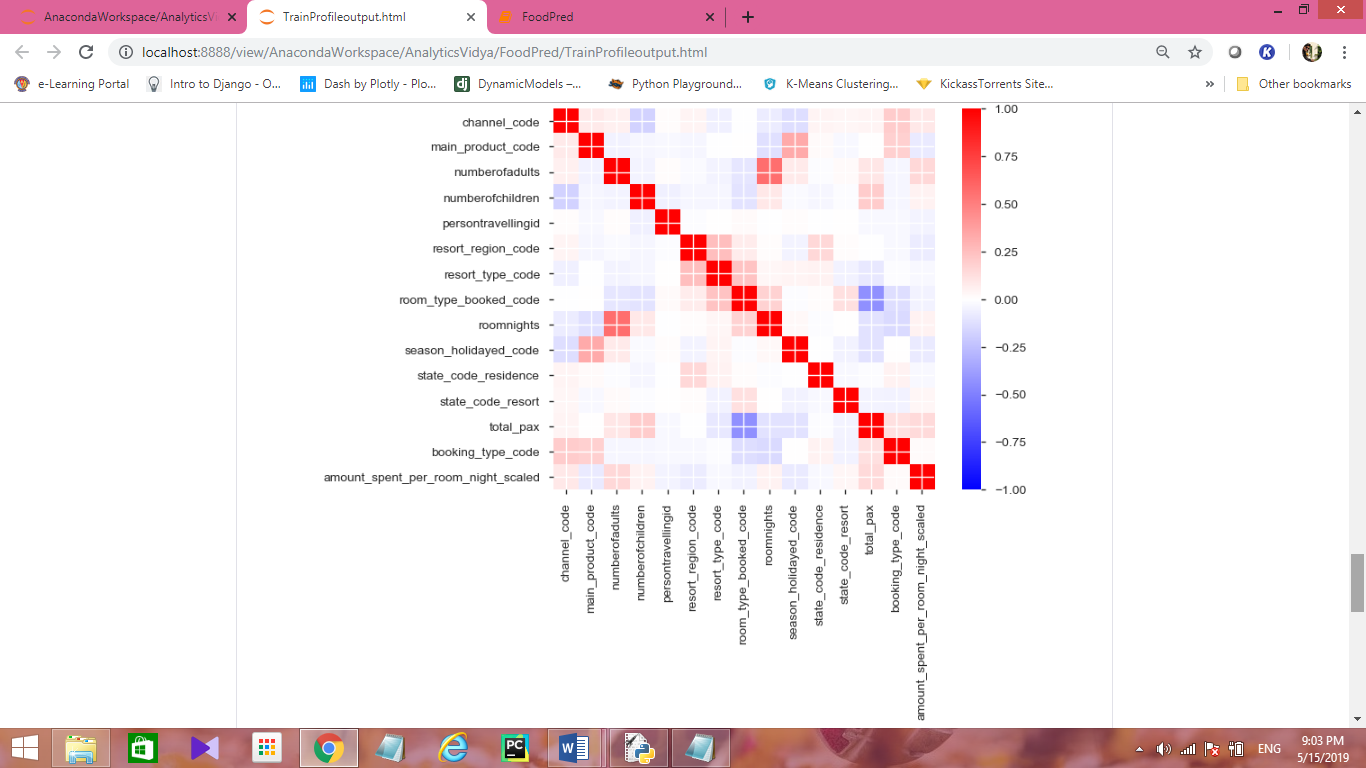 AnacondaWorkspace/AnalyticsVi
TrainProfileoutput.html
FoodPred
localhost:8888/view/AnacondaWorkspace/AnalyticsVidya/FoodPred/TrainProfileoutput.html
e-Learning Portal
Intro to Django - O...
Dash by Plotly - Plo...
DynamicModels –...
Python Playground...
K-Means Clustering...
KickassTorrents Site...
»
Other bookmarks
channel_code
main_product_code
numberofadults
numberofchildren
persontravellingid
resort_region_code
resort_type_code
room_type_booked_code
roomnights
season_holidayed_code
state_code_residence
state_code_resort
total_pax
booking_type_code
amount_spent_per_room_night_scaled
1.00
0.75
0.50
0.25
0.00
−0.25
−0.50
−0.75
−1.00
channel_code
main_product_code
numberofadults
numberofchildren
persontravellingid
resort_region_code
resort_type_code
room_type_booked_code
roomnights
season_holidayed_code
state_code_residence
state_code_resort
total_pax
booking_type_code
amount_spent_per_room_night_scaled
ENG
9:03 PM
5/15/2019